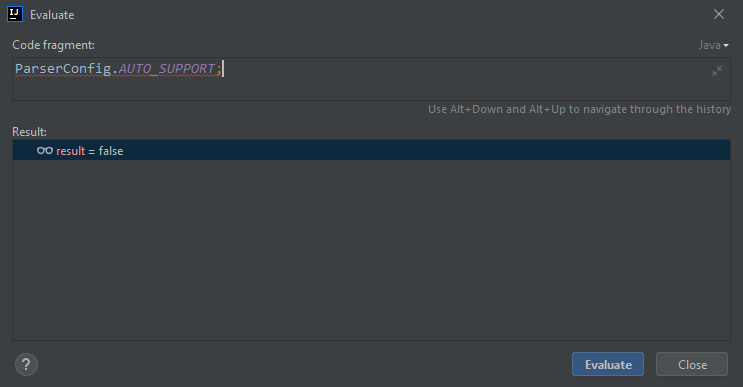 IJ Evaluate
Code fragment: Java
ParserConfig.AUTO_SUPPORT;
Use Alt+Down and Alt+Up to navigate through the history
Result:
result = false
? Evaluate Close